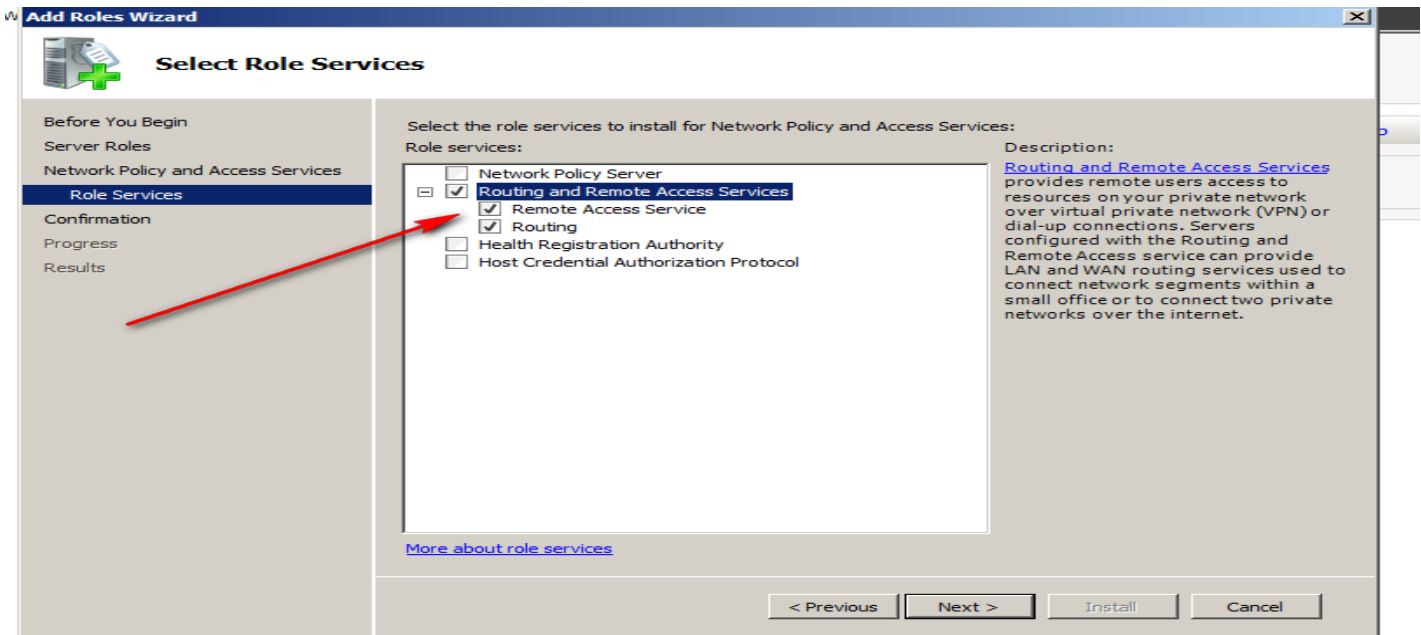 W
Add Roles Wizard
Select Role Services
Before You Begin
Server Roles
Network Policy and Access Services
Role Services
Confirmation
Progress
Results
Select the role services to install for Network Policy and Access Services:
Role services:
Network Policy Server
Routing and Remote Access Services
Remote Access Service
Routing
Health Registration Authority
Host Credential Authorization Protocol
More about role services
Description:
Routing and Remote Access Services
provides remote users access to
resources on your private network
over virtual private network (VPN) or
dial-up connections. Servers
configured with the Routing and
Remote Access service can provide
LAN and WAN routing services used to
connect network segments within a
small office or to connect two private
networks over the internet.
< Previous
Next >
Install
Cancel